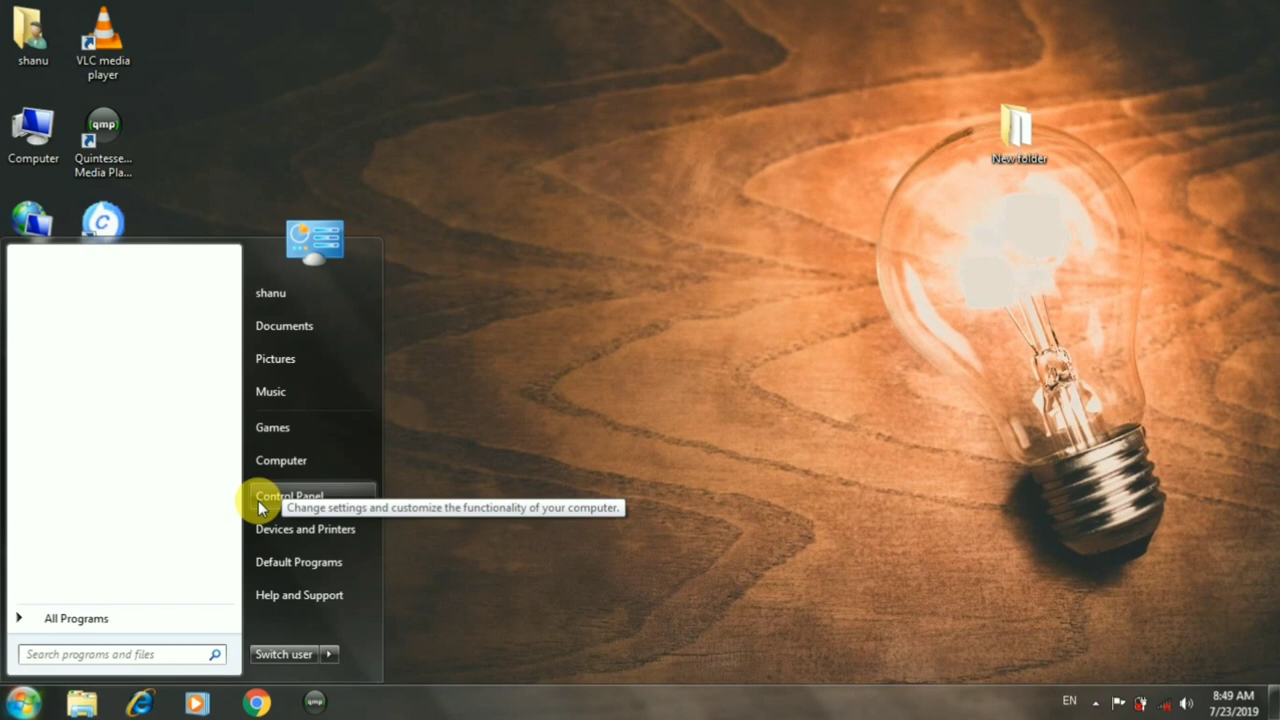 shanu
VLC media
player
Computer
Quintesse...
Media Pla...
New folder
shanu
Documents
Pictures
Music
Games
Computer
Control Panel
Change settings and customize the functionality of your computer.
Devices and Printers
Default Programs
Help and Support
All Programs
Search programs and files
Switch user
qmp
qmp
C
EN
8:49 AM
7/23/2019